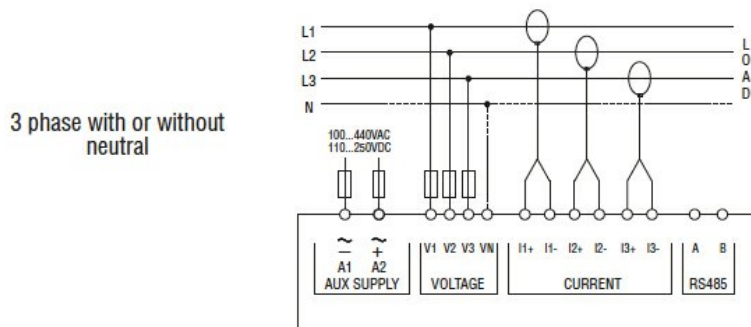 3 phase with or without
neutral
L1
L2
L3
N
LOAD
100...440VAC
110...250VDC
~ ~
− +
A1 A2
AUX SUPPLY
V1 V2 V3 VN
VOLTAGE
I1+ I1- I2+ I2- I3+ I3-
CURRENT
A B
RS485